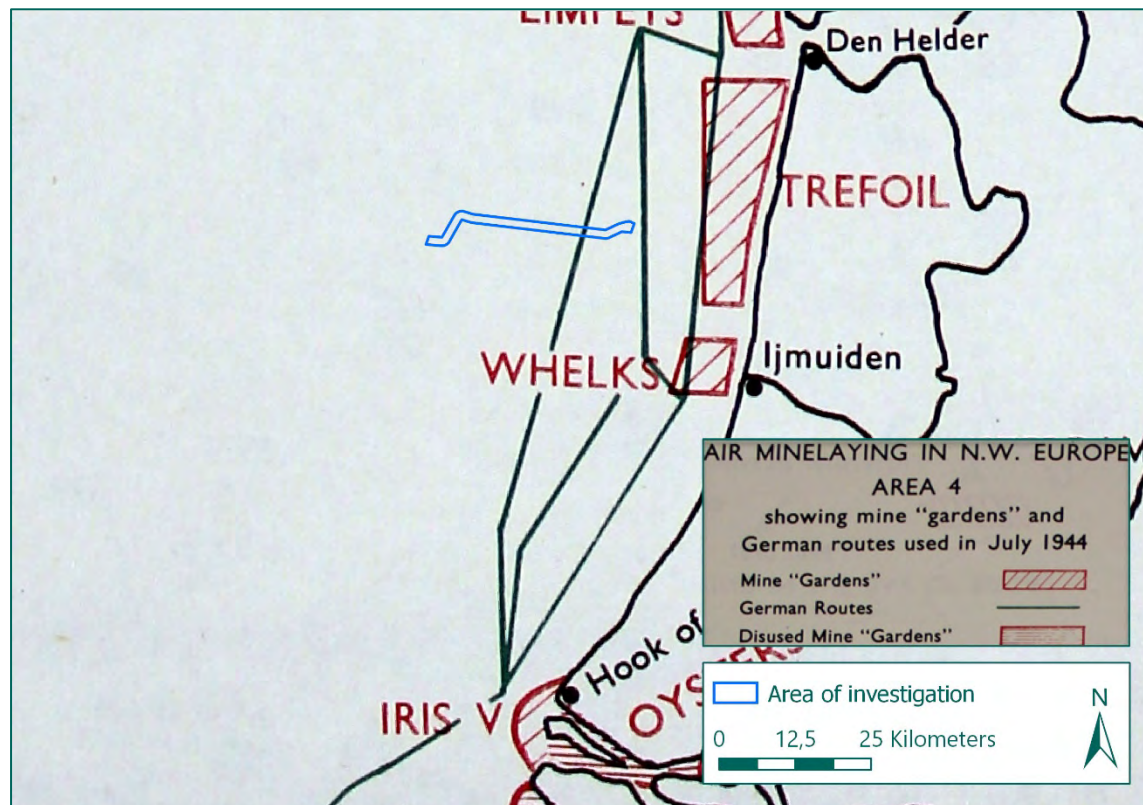 LIMPETS
Den Helder
TREFOIL
WHELKS
Ijmuiden
AIR MINELAYING IN N.W. EUROPE
AREA 4
showing mine "gardens" and
German routes used in July 1944
Mine "Gardens"
German Routes
Disused Mine "Gardens"
Hook of
OYSTERS
IRIS V
Area of investigation
N
0 12,5 25 Kilometers